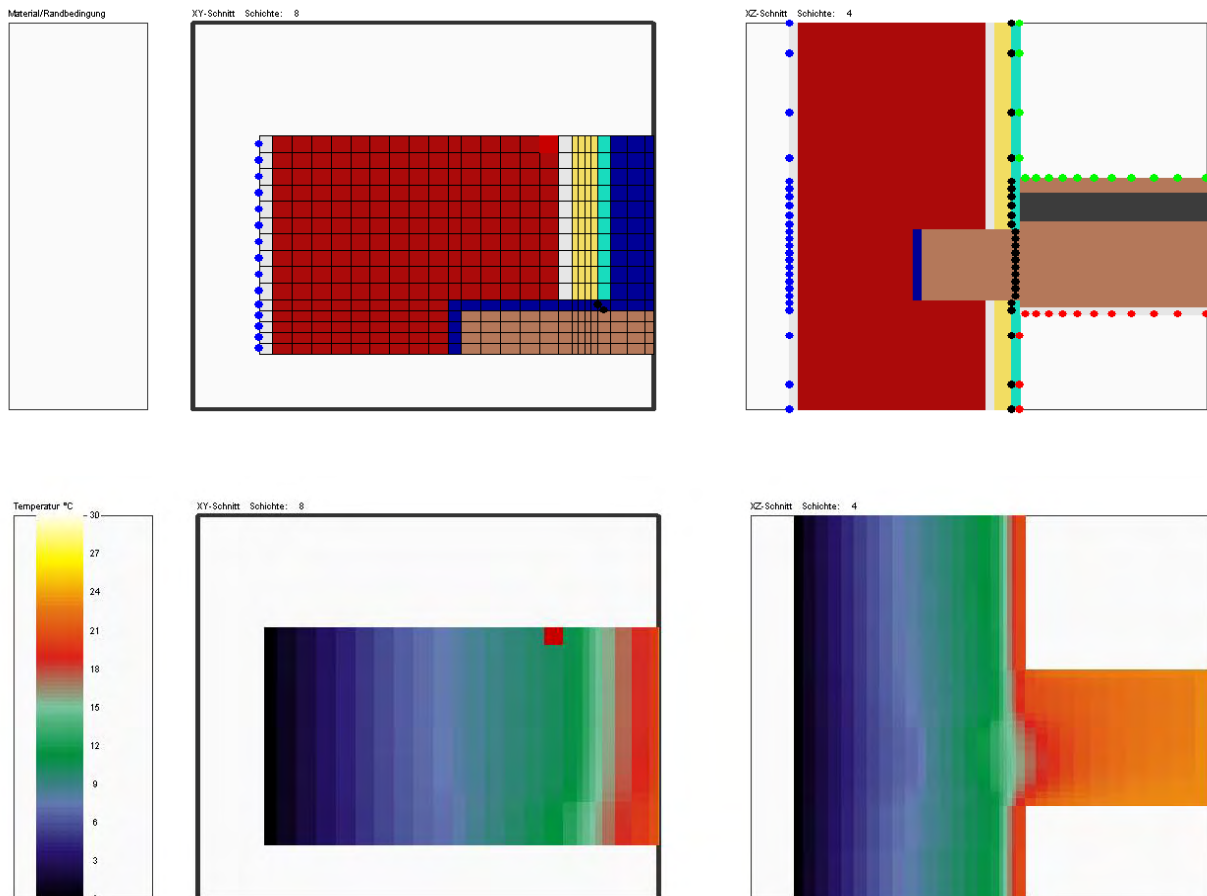 Material/Randbedingung
XY-Schnitt Schichte: 8
XZ-Schnitt Schichte: 4
Temperatur °C
XY-Schnitt Schichte: 8
XZ-Schnitt Schichte: 4
30
27
24
21
18
15
12
9
6
3